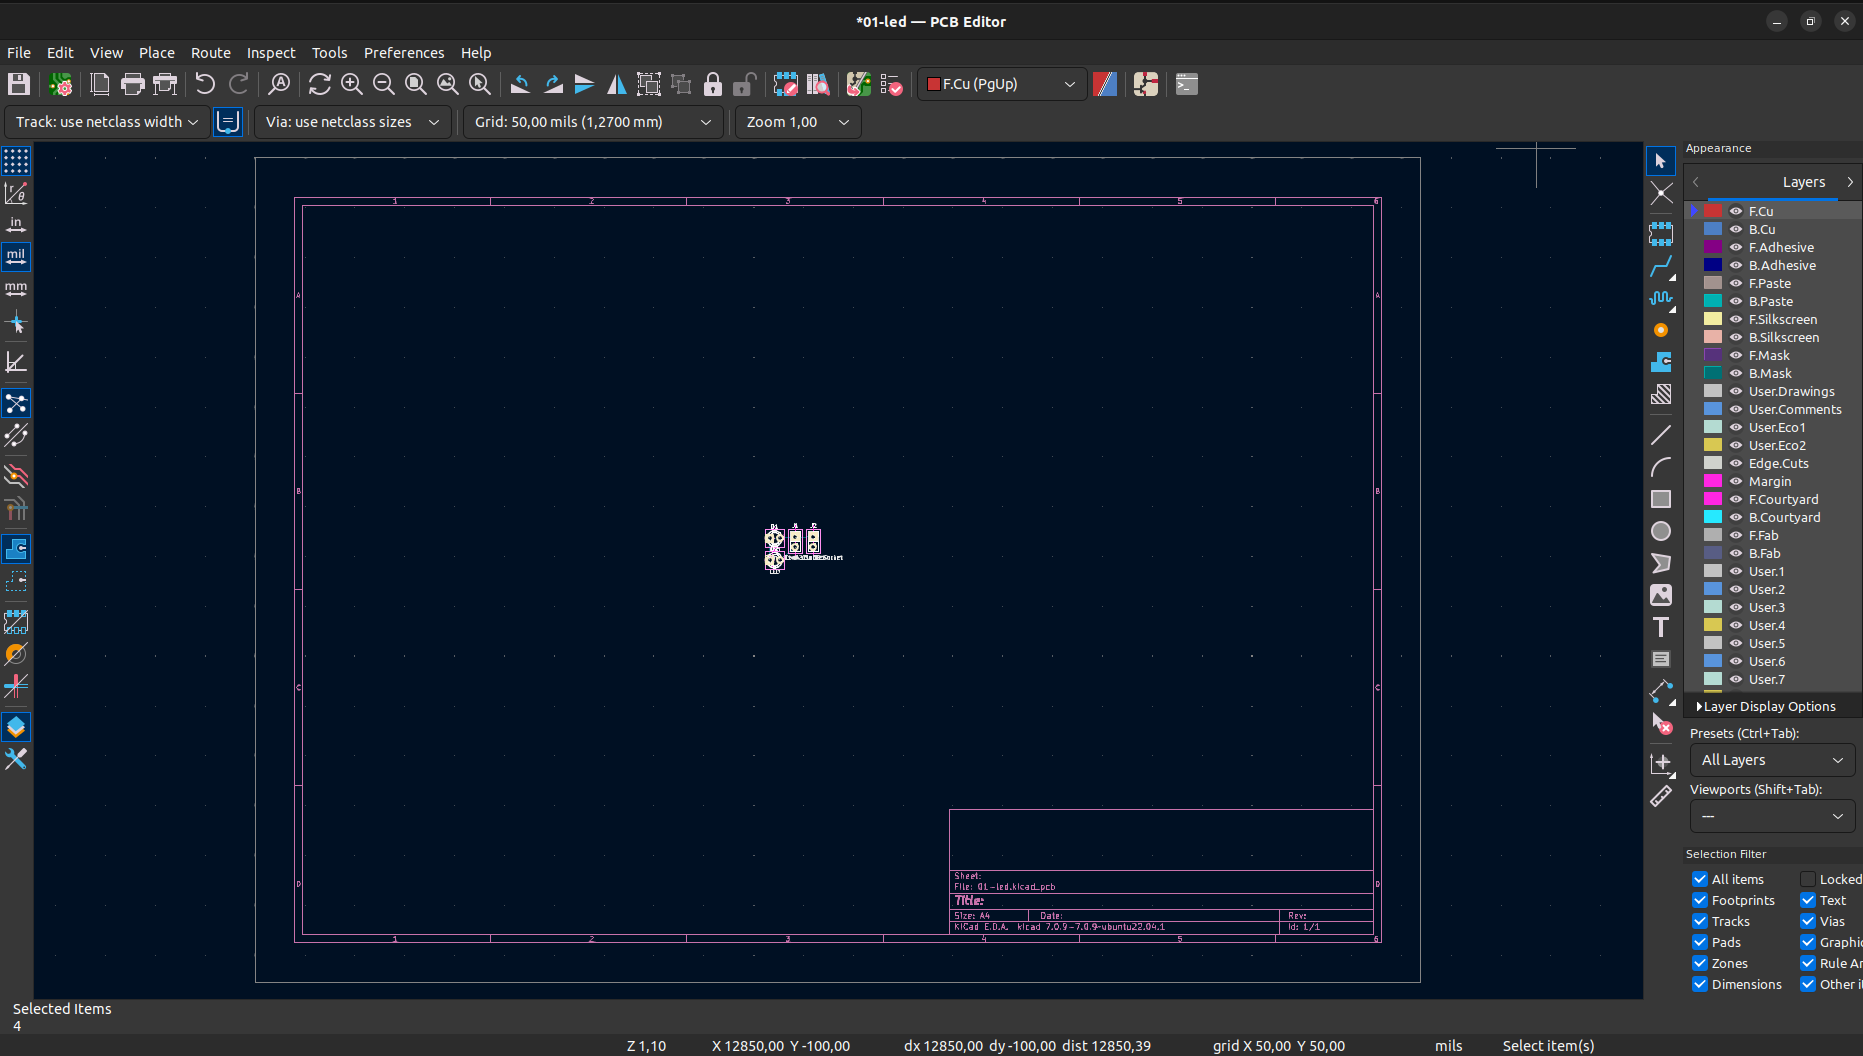 *01-led — PCB Editor
File Edit View Place Route Inspect Tools Preferences Help
F.Cu (PgUp)
Track: use netclass width
Via: use netclass sizes
Grid: 50,00 mils (1,2700 mm)
Zoom 1,00
in
mil
mm
Appearance
Layers
F.Cu
B.Cu
F.Adhesive
B.Adhesive
F.Paste
B.Paste
F.Silkscreen
B.Silkscreen
F.Mask
B.Mask
User.Drawings
User.Comments
User.Eco1
User.Eco2
Edge.Cuts
Margin
F.Courtyard
B.Courtyard
F.Fab
B.Fab
User.1
User.2
User.3
User.4
User.5
User.6
User.7
Layer Display Options
Presets (Ctrl+Tab):
All Layers
Viewports (Shift+Tab):
---
Selection Filter
All items Locked
Footprints Text
Tracks Vias
Pads Graphic
Zones Rule Ar
Dimensions Other i
1 2 3 4 5 6
A A
B B
J1 J2
C C
D D
Sheet:
File: 01-led.kicad_pcb
Title:
Size: A4 Date: Rev:
KiCad E.D.A. kicad 7.0.9-7.0.9~ubuntu22.04.1 Id: 1/1
1 2 3 4 5 6
Selected Items
4
Z 1,10 X 12850,00 Y -100,00 dx 12850,00 dy -100,00 dist 12850,39 grid X 50,00 Y 50,00 mils Select item(s)